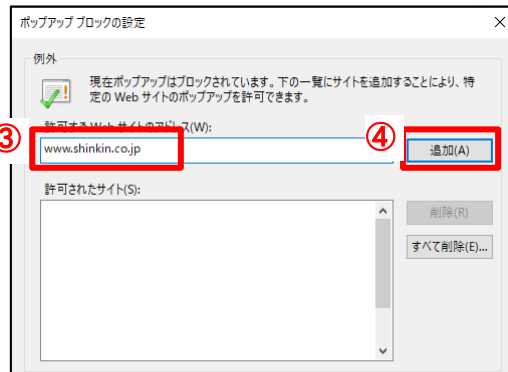 ポップアップ ブロックの設定
例外
現在ポップアップはブロックされています。下の一覧にサイトを追加することにより、特
定の Web サイトのポップアップを許可できます。
許可する Web サイトのアドレス(W):
③
www.shinkin.co.jp
④
追加(A)
許可されたサイト(S):
削除(R)
すべて削除(E)...